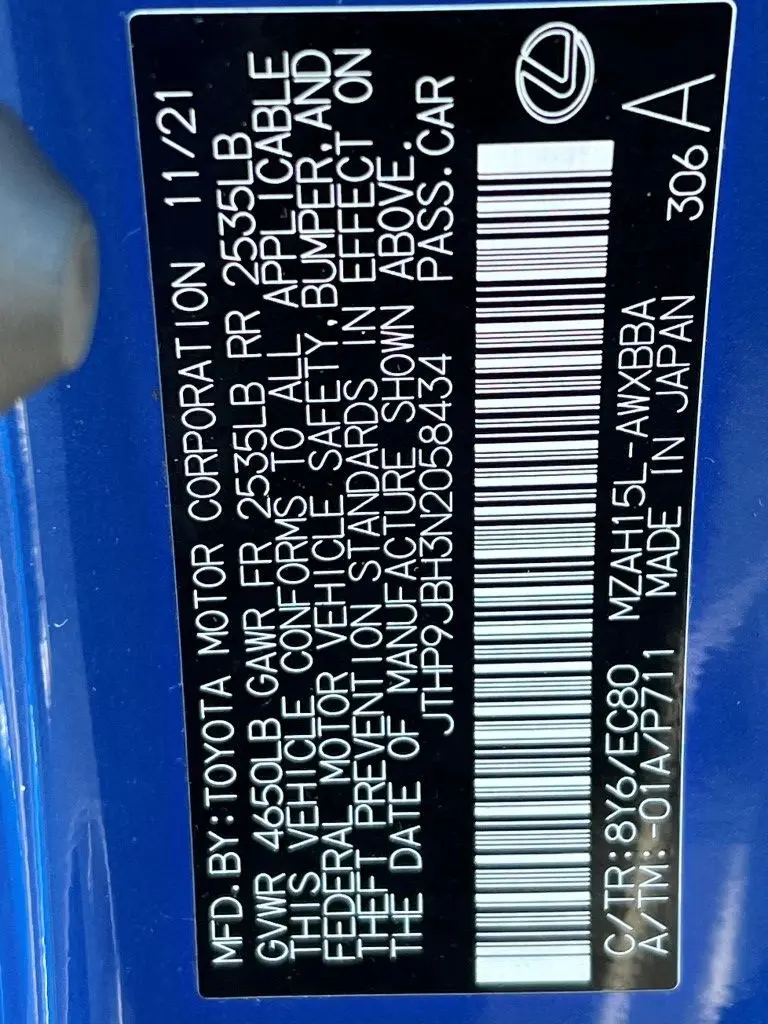 MFD.BY:TOYOTA MOTOR CORPORATION 11/21
GVWR 4650LB GAWR FR 2535LB RR 2535LB
THIS VEHICLE CONFORMS TO ALL APPLICABLE
FEDERAL MOTOR VEHICLE SAFETY,BUMPER,AND
THEFT PREVENTION STANDARDS IN EFFECT ON
THE DATE OF MANUFACTURE SHOWN ABOVE.
JTHP9JBH3N2058434 PASS.CAR
C/TR:8Y6/EC80 MZAH15L-AWXBBA
A/TM:-01A/P711 MADE IN JAPAN
306 A